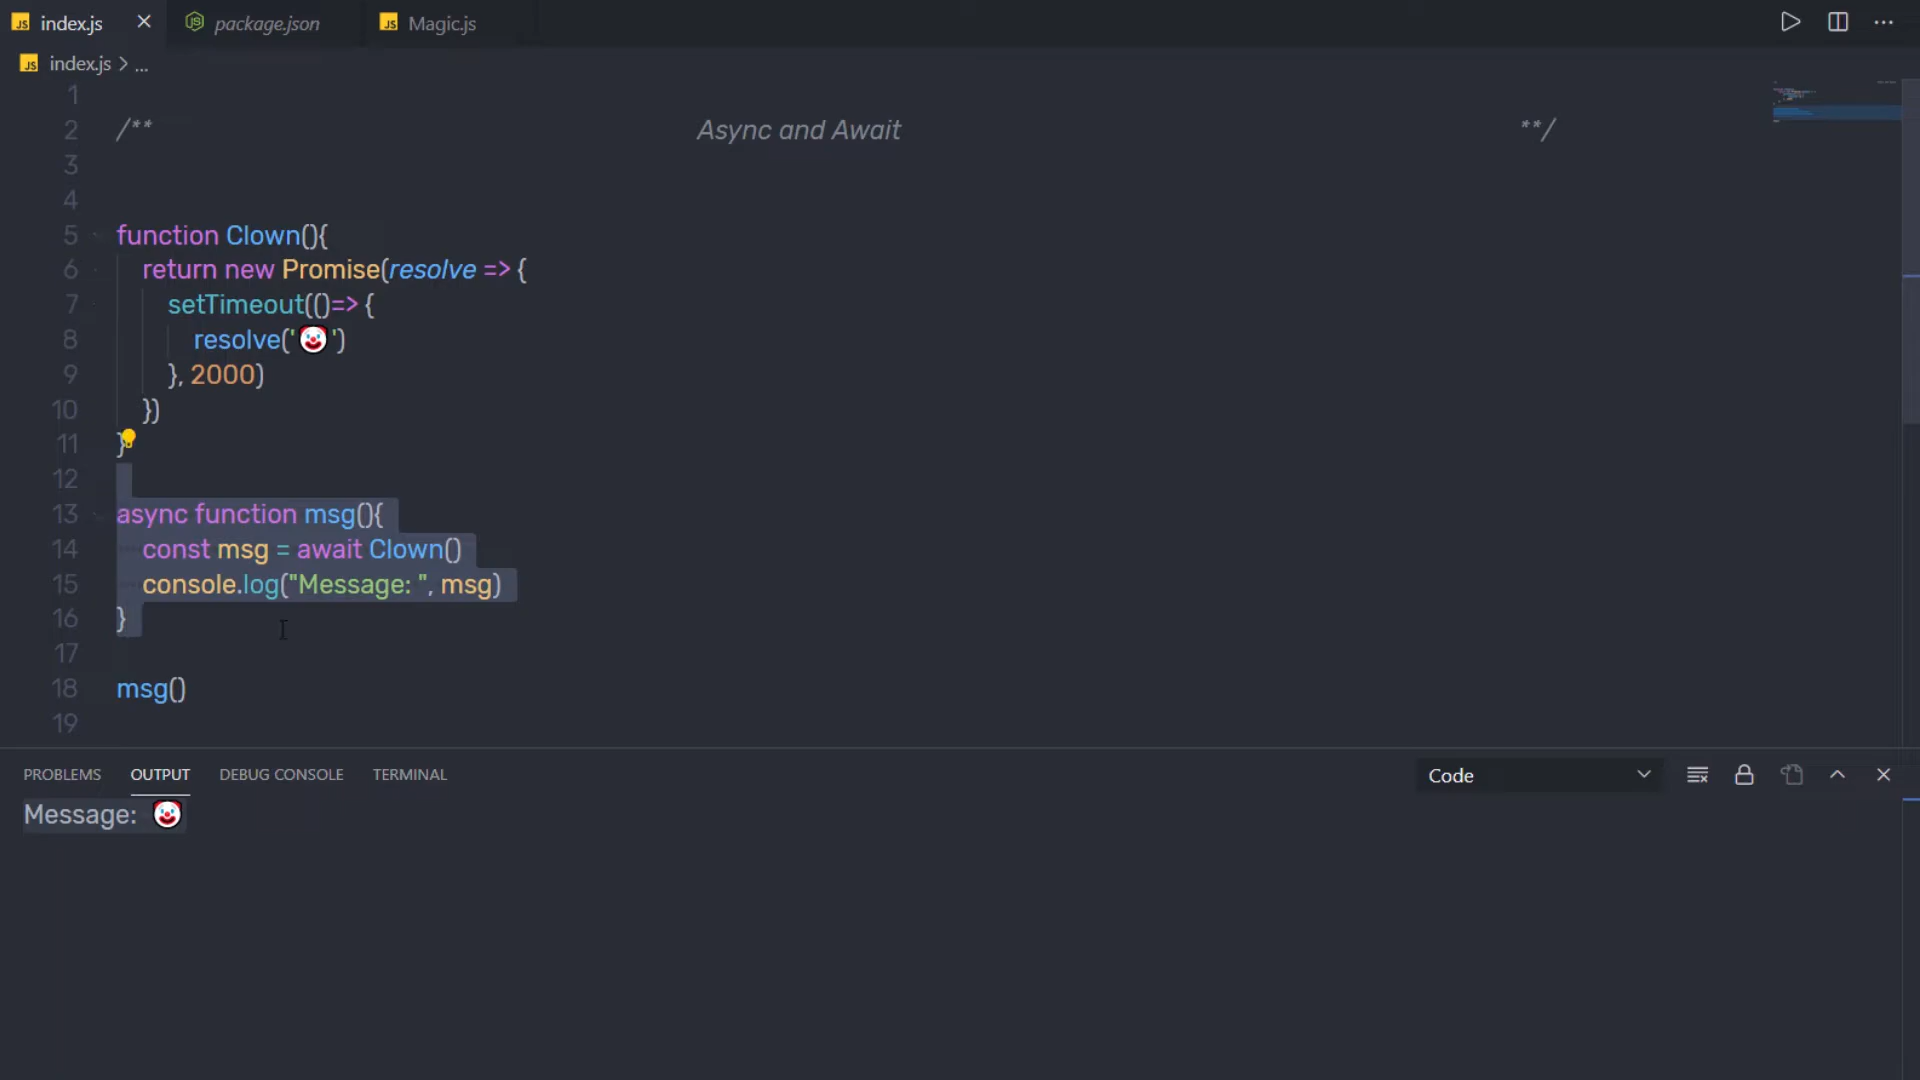 index.js
package.json
Magic.js
index.js > ...
1
2 /** Async and Await **/
3
4
5 function Clown(){
6 return new Promise(resolve => {
7 setTimeout(()=> {
8 resolve('🤡')
9 }, 2000)
10 })
11 }
12
13 async function msg(){
14 const msg = await Clown()
15 console.log("Message: ", msg)
16 }
17
18 msg()
19
PROBLEMS OUTPUT DEBUG CONSOLE TERMINAL Code
Message: 🤡